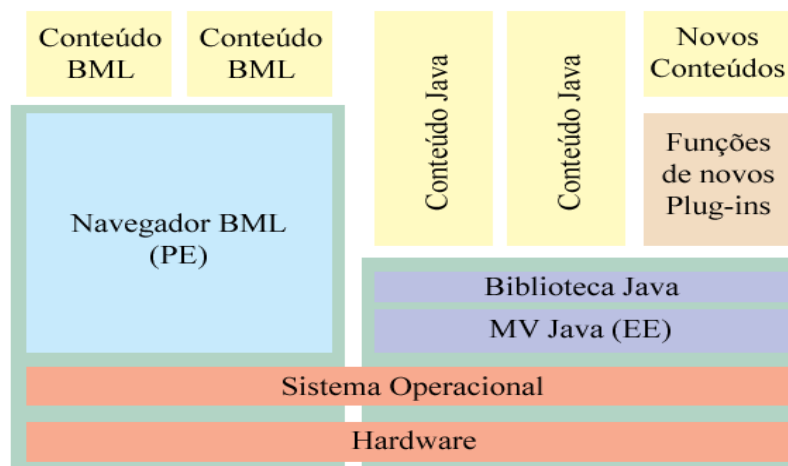 Conteúdo
BML
Conteúdo
BML
Conteúdo Java
Conteúdo Java
Novos
Conteúdos
Funções
de novos
Plug-ins
Navegador BML
(PE)
Biblioteca Java
MV Java (EE)
Sistema Operacional
Hardware